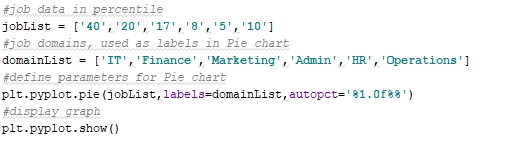 #job data in percentile
jobList = ['40','20','17','8','5','10']
#job domains, used as labels in Pie chart
domainList = ['IT','Finance','Marketing','Admin','HR','Operations']
#define parameters for Pie chart
plt.pyplot.pie(jobList,labels=domainList,autopct='%1.0f%%')
#display graph
plt.pyplot.show()